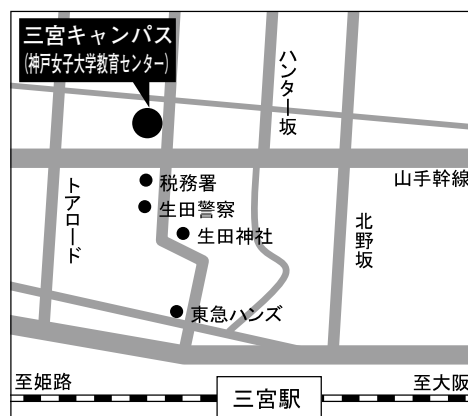 三宮キャンパス
(神戸女子大学教育センター)
ハンター坂
山手幹線
税務署
生田警察
生田神社
トアロード
北野坂
東急ハンズ
至姫路
三宮駅
至大阪